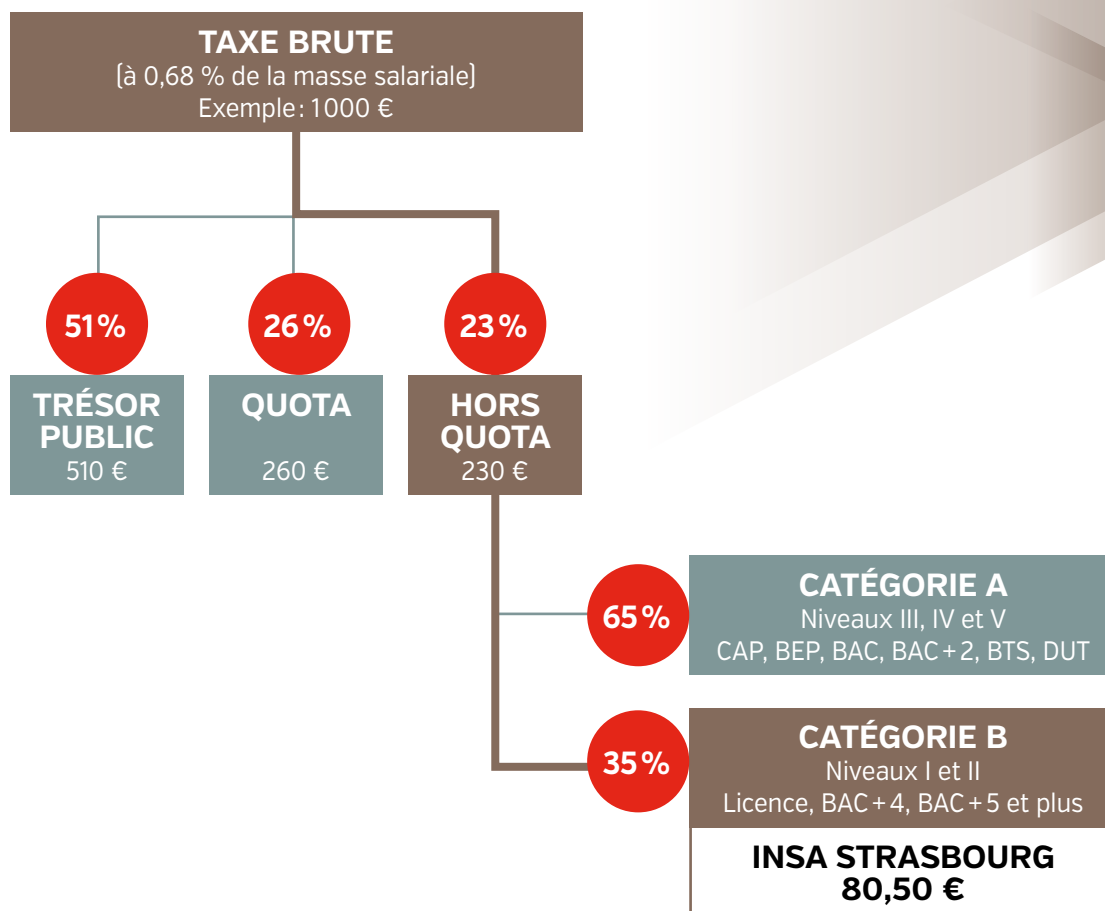 TAXE BRUTE
(à 0,68 % de la masse salariale)
Exemple : 1000 €
51 %
26 %
23 %
TRÉSOR
PUBLIC
510 €
QUOTA
260 €
HORS
QUOTA
230 €
65 %
CATÉGORIE A
Niveaux III, IV et V
CAP, BEP, BAC, BAC + 2, BTS, DUT
35 %
CATÉGORIE B
Niveaux I et II
Licence, BAC + 4, BAC + 5 et plus
INSA STRASBOURG
80,50 €